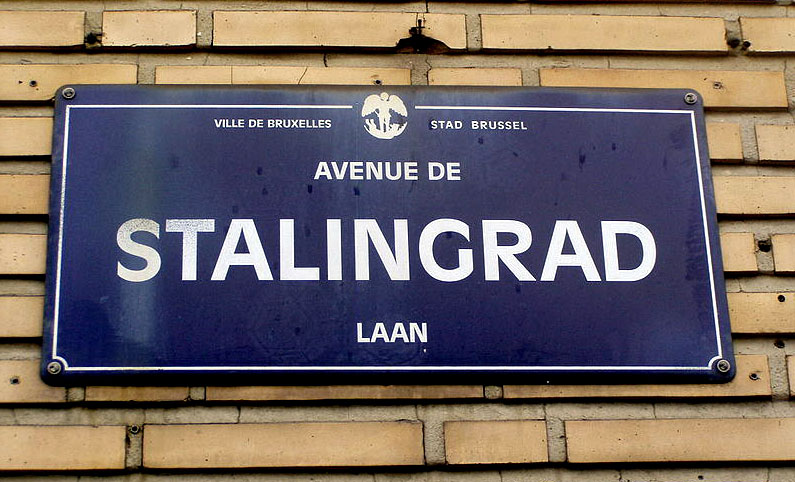 VILLE DE BRUXELLES STAD BRUSSEL
AVENUE DE
STALINGRAD
LAAN